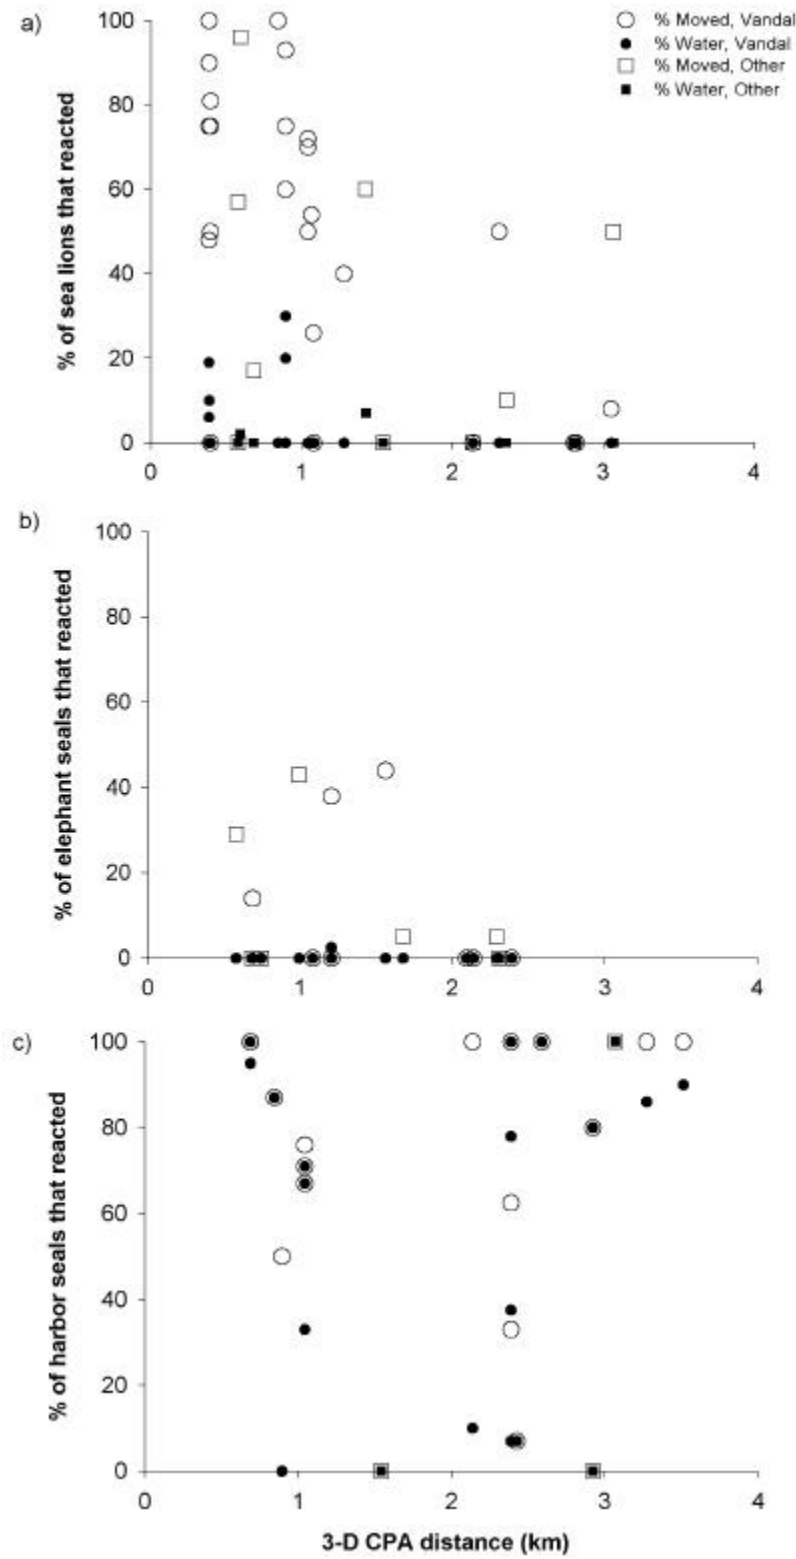 a)
% Moved, Vandal
% Water, Vandal
% Moved, Other
% Water, Other
% of sea lions that reacted
100
80
60
40
20
0
0 1 2 3 4
b)
% of elephant seals that reacted
100
80
60
40
20
0
0 1 2 3 4
c)
% of harbor seals that reacted
100
80
60
40
20
0
0 1 2 3 4
3-D CPA distance (km)